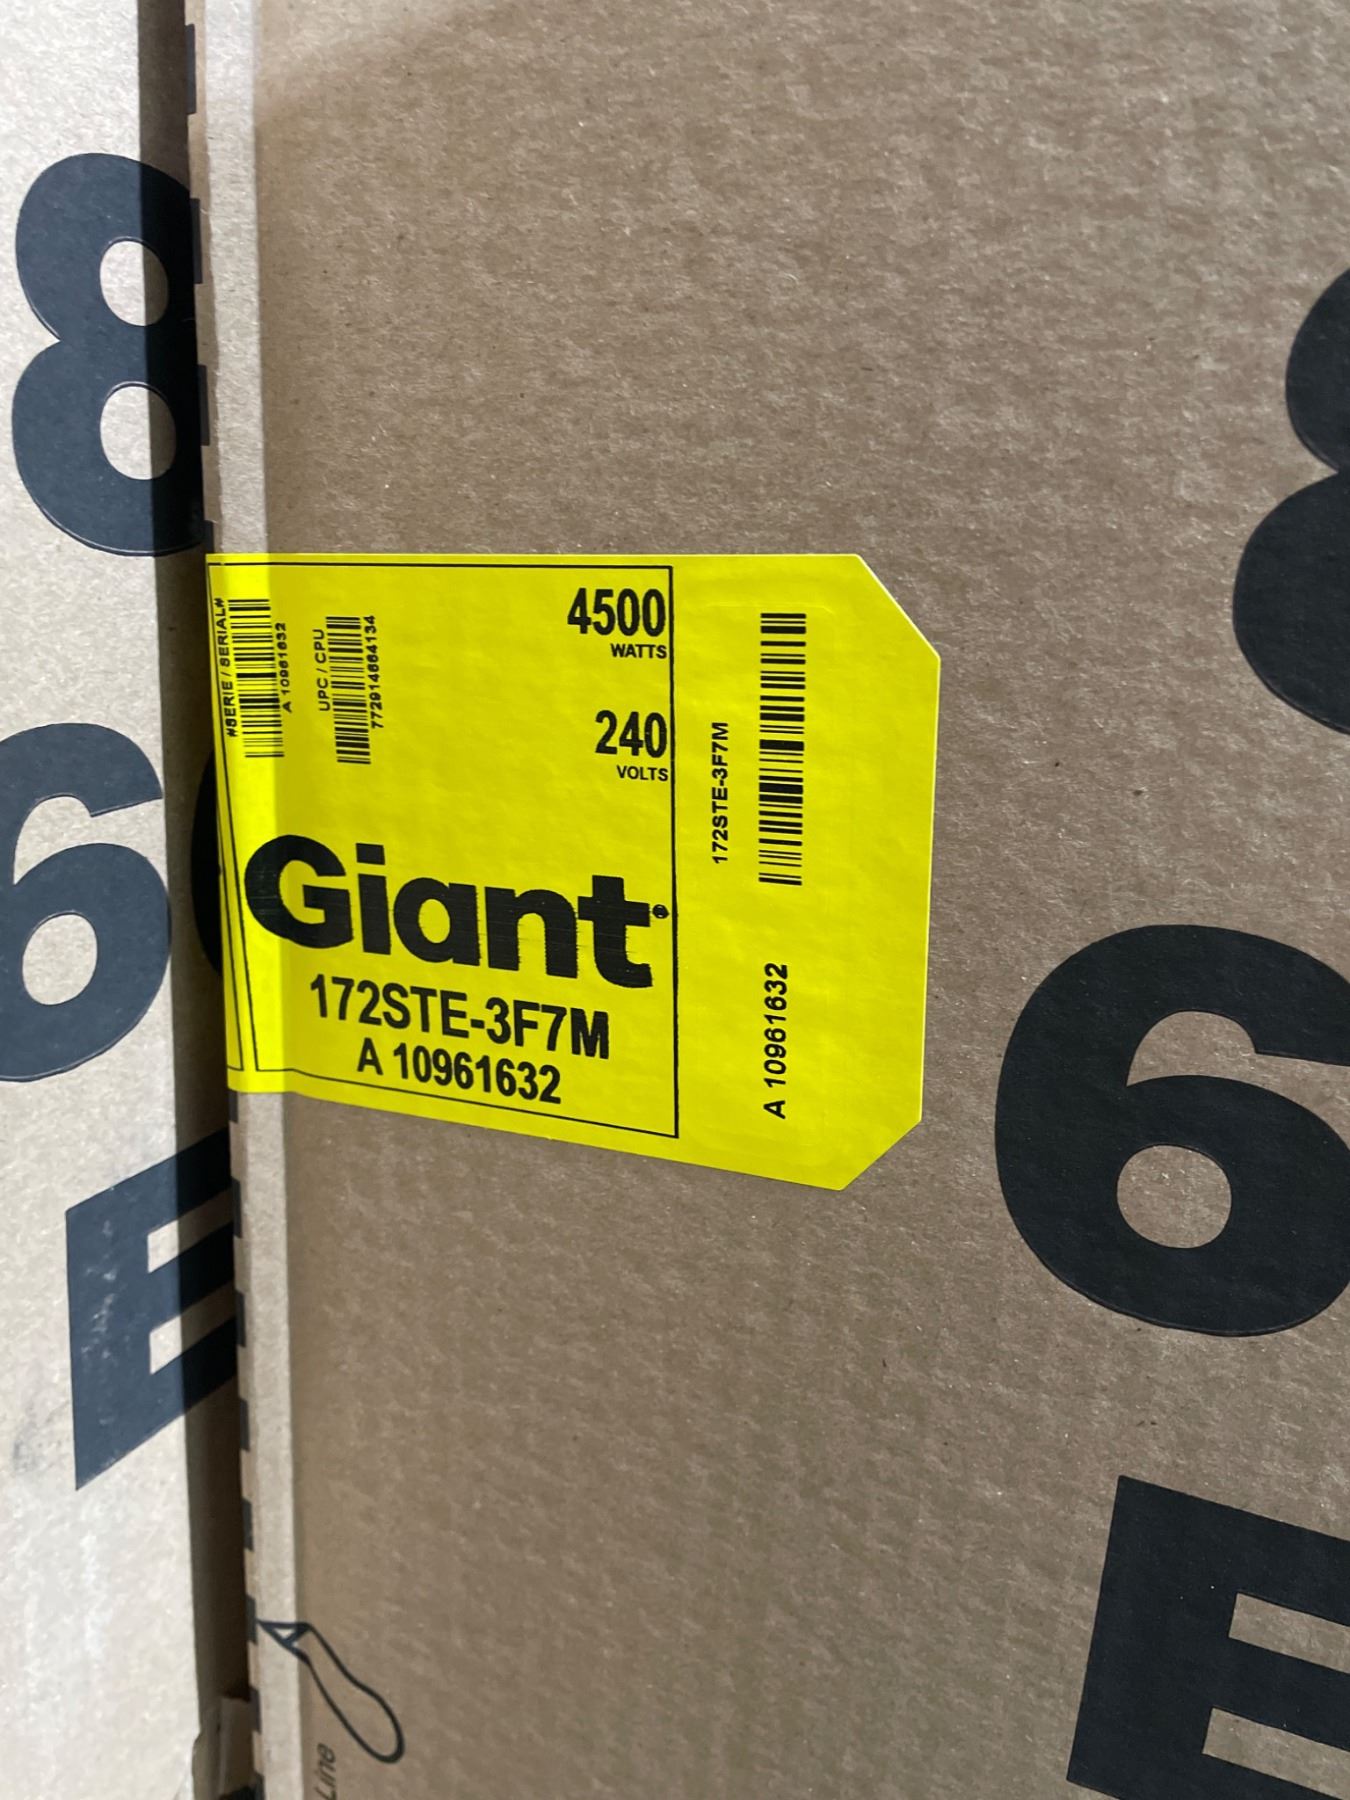 8
6
E
#SERIE / SERIAL#
A 10961632
UPC / CPU
772914664134
4500
WATTS
240
VOLTS
Giant®
172STE-3F7M
A 10961632
172STE-3F7M
A 10961632
8
6
E
Line